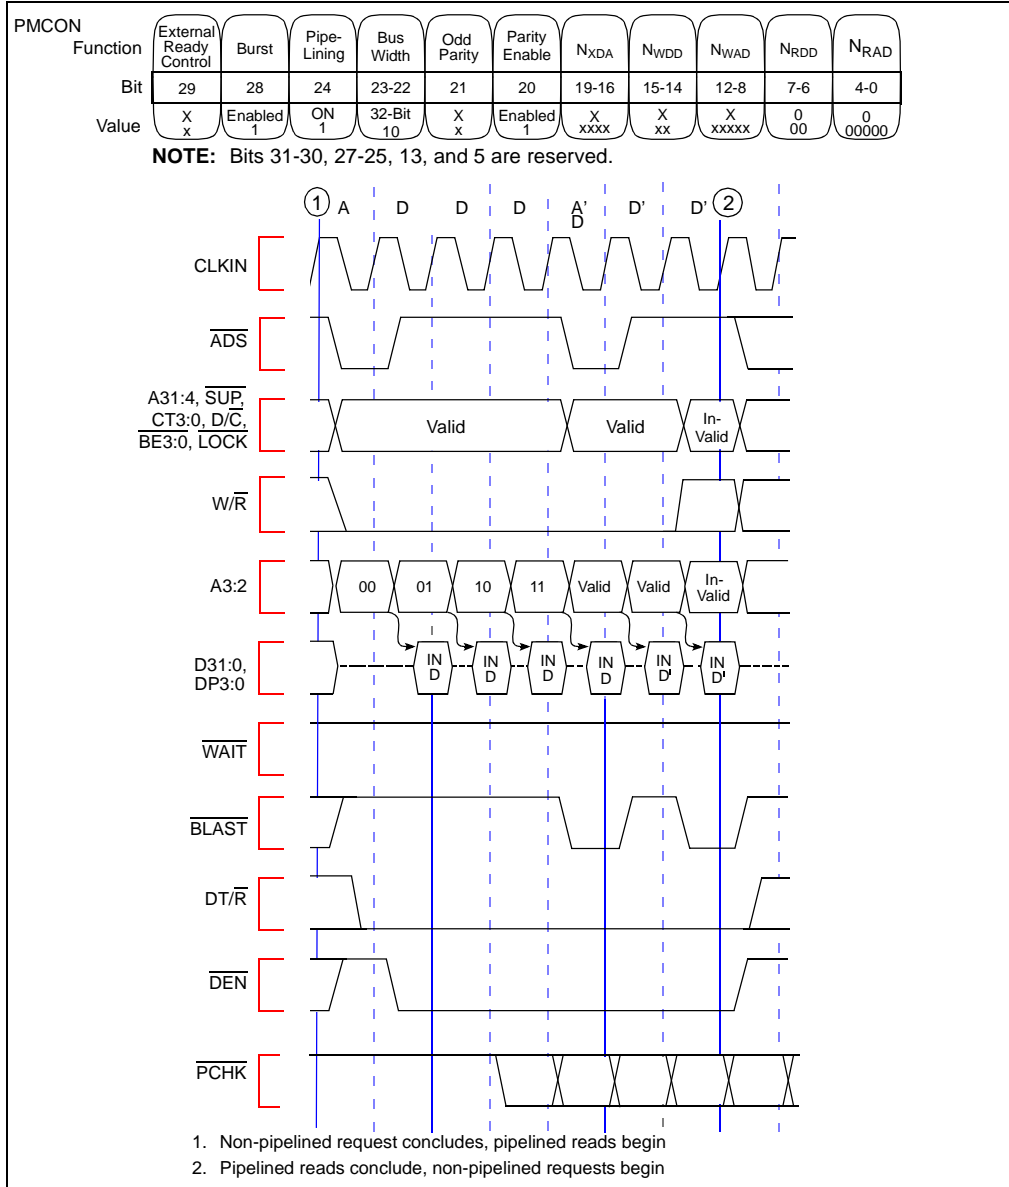 PMCON
Function
External Ready Control
Burst
Pipe-Lining
Bus Width
Odd Parity
Parity Enable
NXDA
NWDD
NWAD
NRDD
NRAD
Bit
29
28
24
23-22
21
20
19-16
15-14
12-8
7-6
4-0
Value
X
x
Enabled
1
ON
1
32-Bit
10
X
x
Enabled
1
X
xxxx
X
xx
X
xxxxx
0
00
0
00000
NOTE: Bits 31-30, 27-25, 13, and 5 are reserved.
1 A D D D A' D' D' 2
D
CLKIN
ADS
A31:4, SUP,
CT3:0, D/C,
BE3:0, LOCK
Valid
Valid
In-
Valid
W/R
A3:2
00
01
10
11
Valid
Valid
In-
Valid
D31:0,
DP3:0
IN
D
IN
D
IN
D
IN
D
IN
D'
IN
D'
WAIT
BLAST
DT/R
DEN
PCHK
1. Non-pipelined request concludes, pipelined reads begin
2. Pipelined reads conclude, non-pipelined requests begin